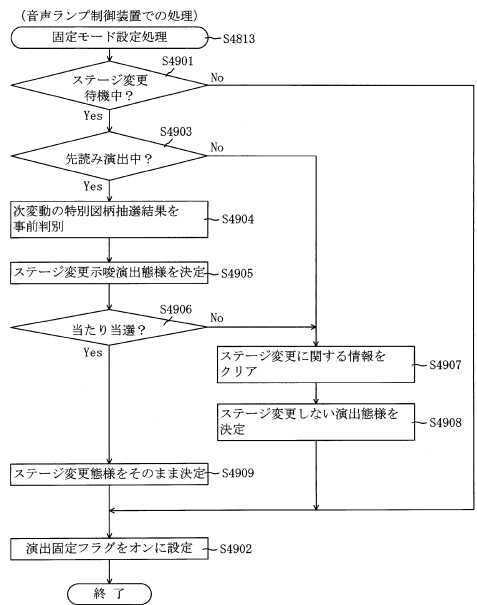 (音声ランプ制御装置での処理)
固定モード設定処理
S4813
S4901
ステージ変更
待機中？
No
Yes
S4903
先読み演出中？
No
Yes
次変動の特別図柄抽選結果を
事前判別
S4904
ステージ変更示唆演出態様を決定
S4905
S4906
当たり当選？
No
Yes
ステージ変更に関する情報を
クリア
S4907
ステージ変更しない演出態様を
決定
S4908
ステージ変更態様をそのまま決定
S4909
演出固定フラグをオンに設定
S4902
終了